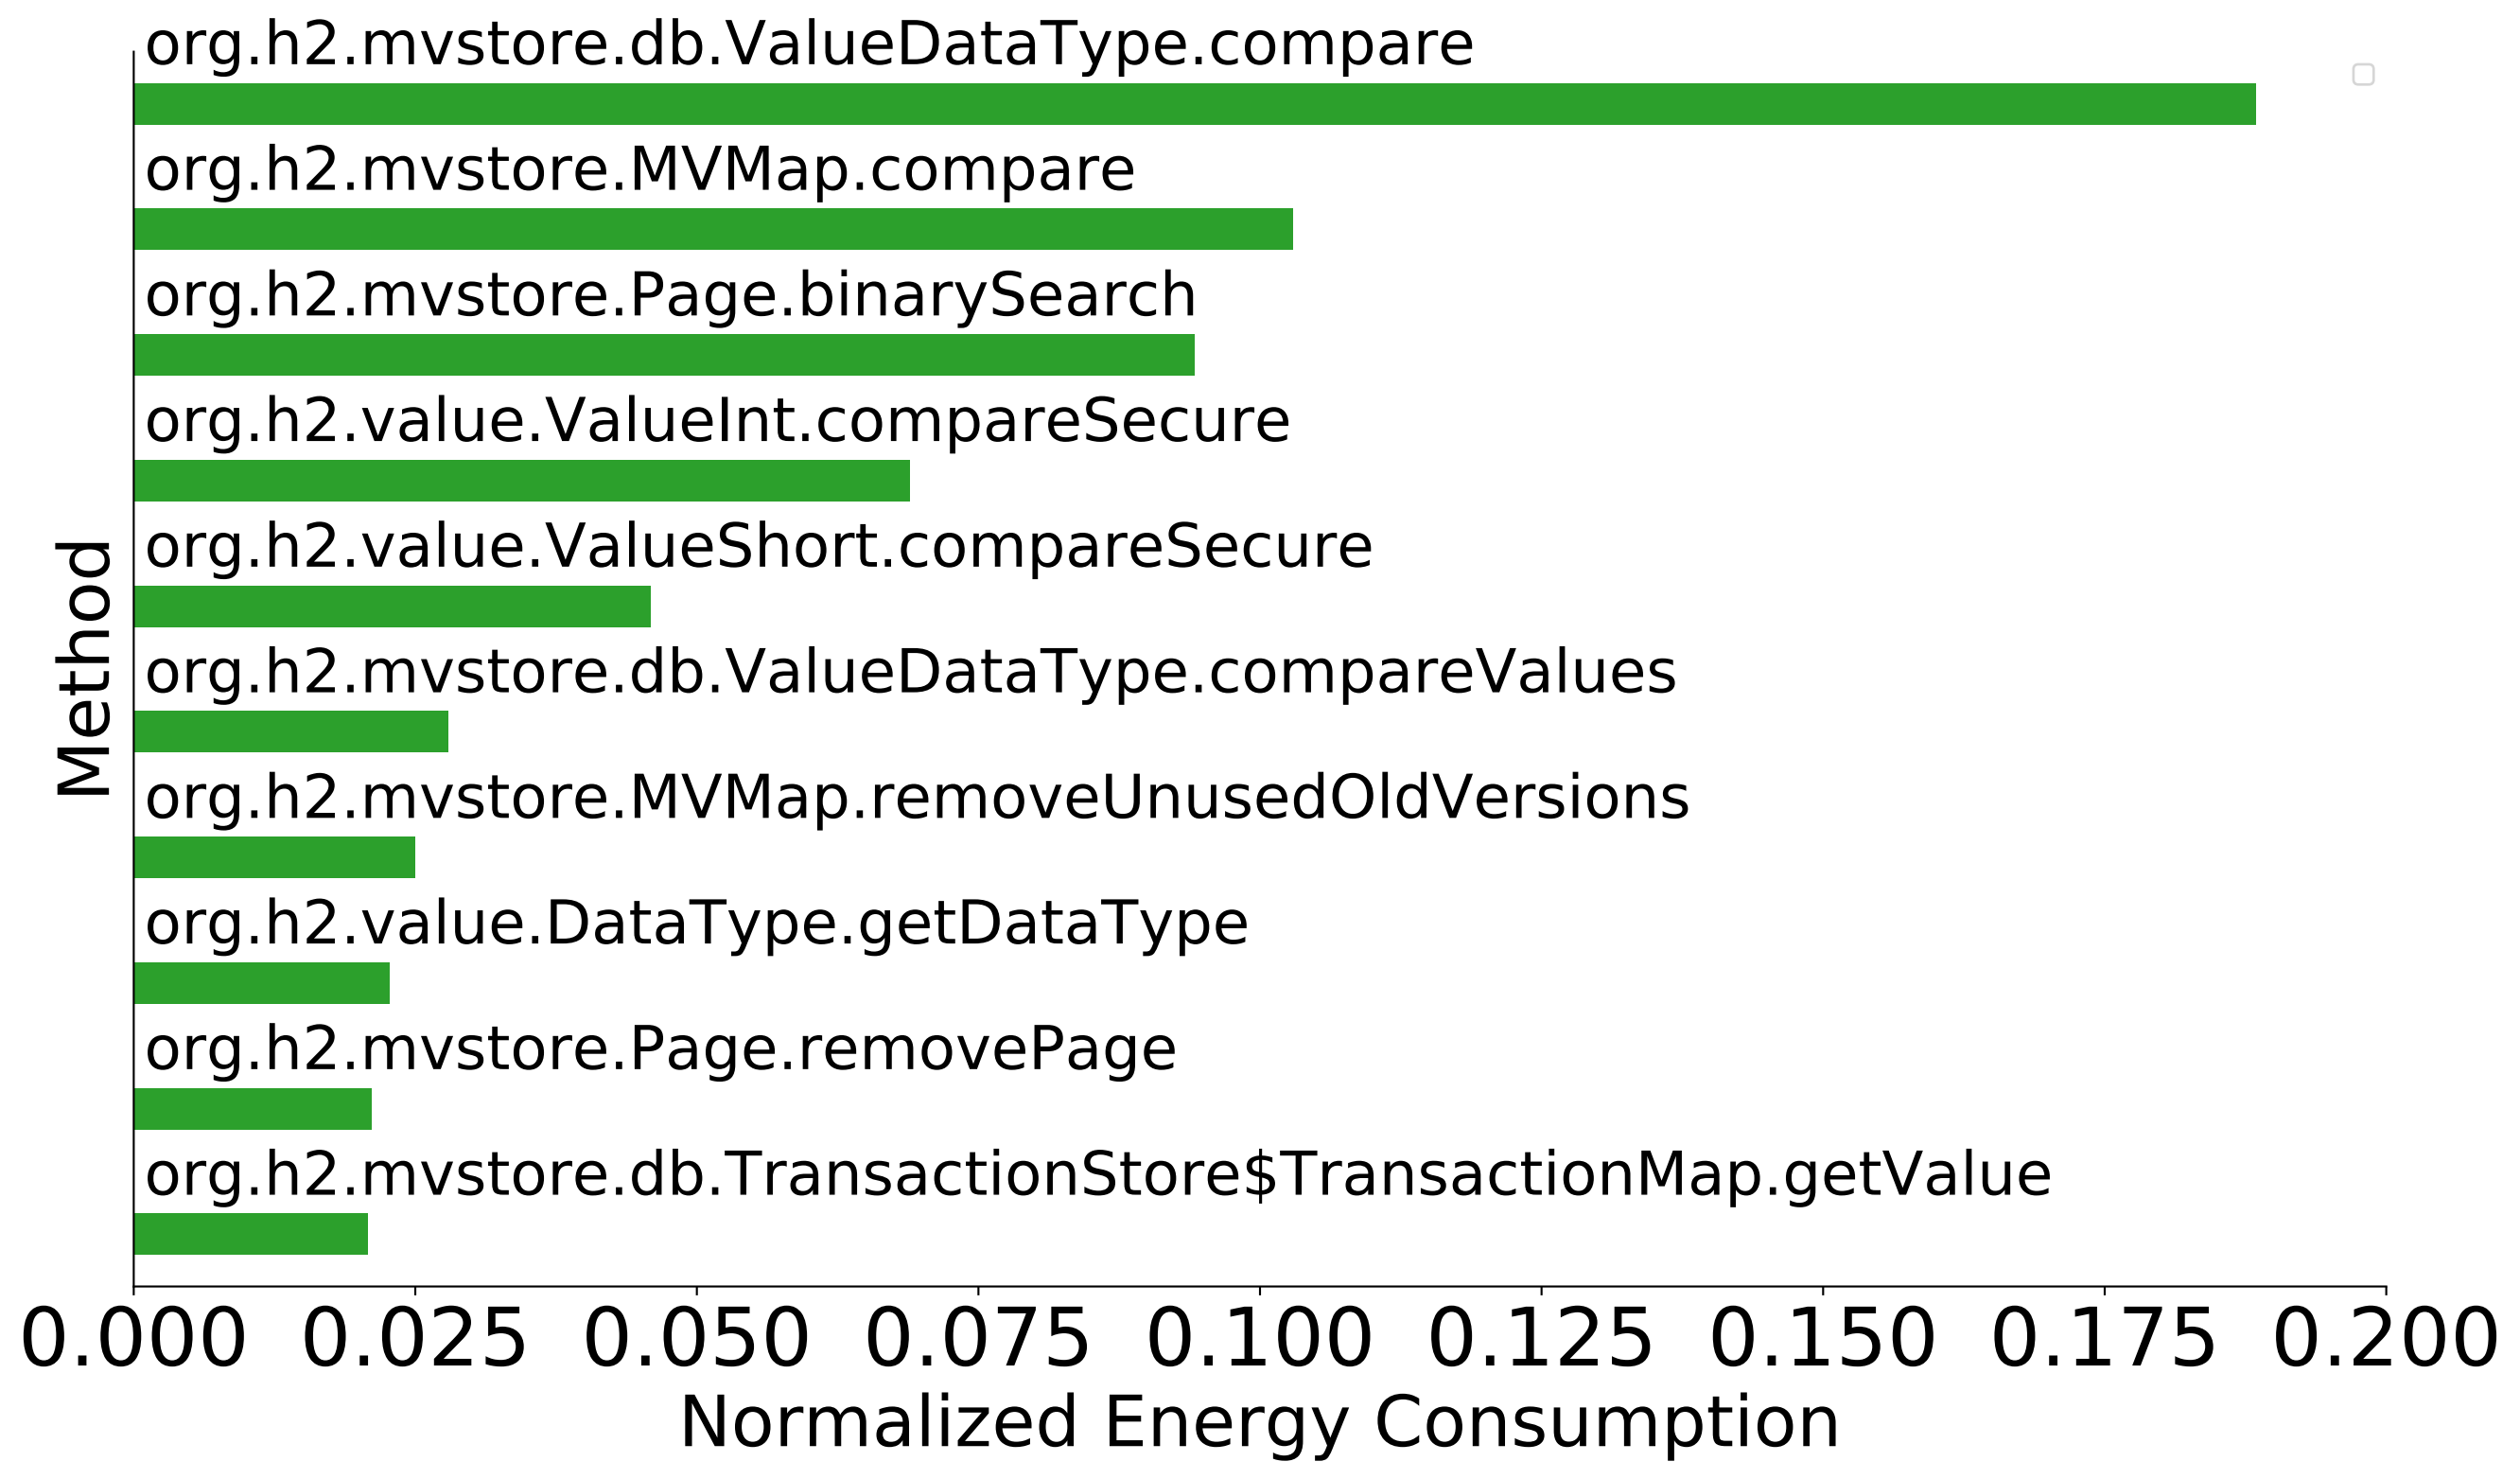 org.h2.mvstore.db.ValueDataType.compare
org.h2.mvstore.MVMap.compare
org.h2.mvstore.Page.binarySearch
org.h2.value.ValueInt.compareSecure
org.h2.value.ValueShort.compareSecure
org.h2.mvstore.db.ValueDataType.compareValues
org.h2.mvstore.MVMap.removeUnusedOldVersions
org.h2.value.DataType.getDataType
org.h2.mvstore.Page.removePage
org.h2.mvstore.db.TransactionStore$TransactionMap.getValue
Method
0.000 0.025 0.050 0.075 0.100 0.125 0.150 0.175 0.200
Normalized Energy Consumption